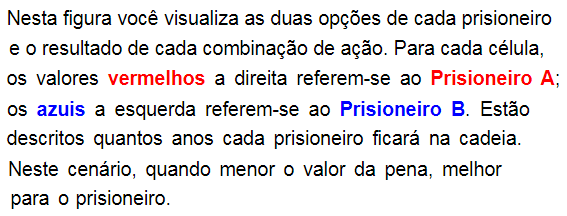 Nesta figura você visualiza as duas opções de cada prisioneiro
e o resultado de cada combinação de ação. Para cada célula,
os valores vermelhos a direita referem-se ao Prisioneiro A;
os azuis a esquerda referem-se ao Prisioneiro B. Estão
descritos quantos anos cada prisioneiro ficará na cadeia.
Neste cenário, quando menor o valor da pena, melhor
para o prisioneiro.